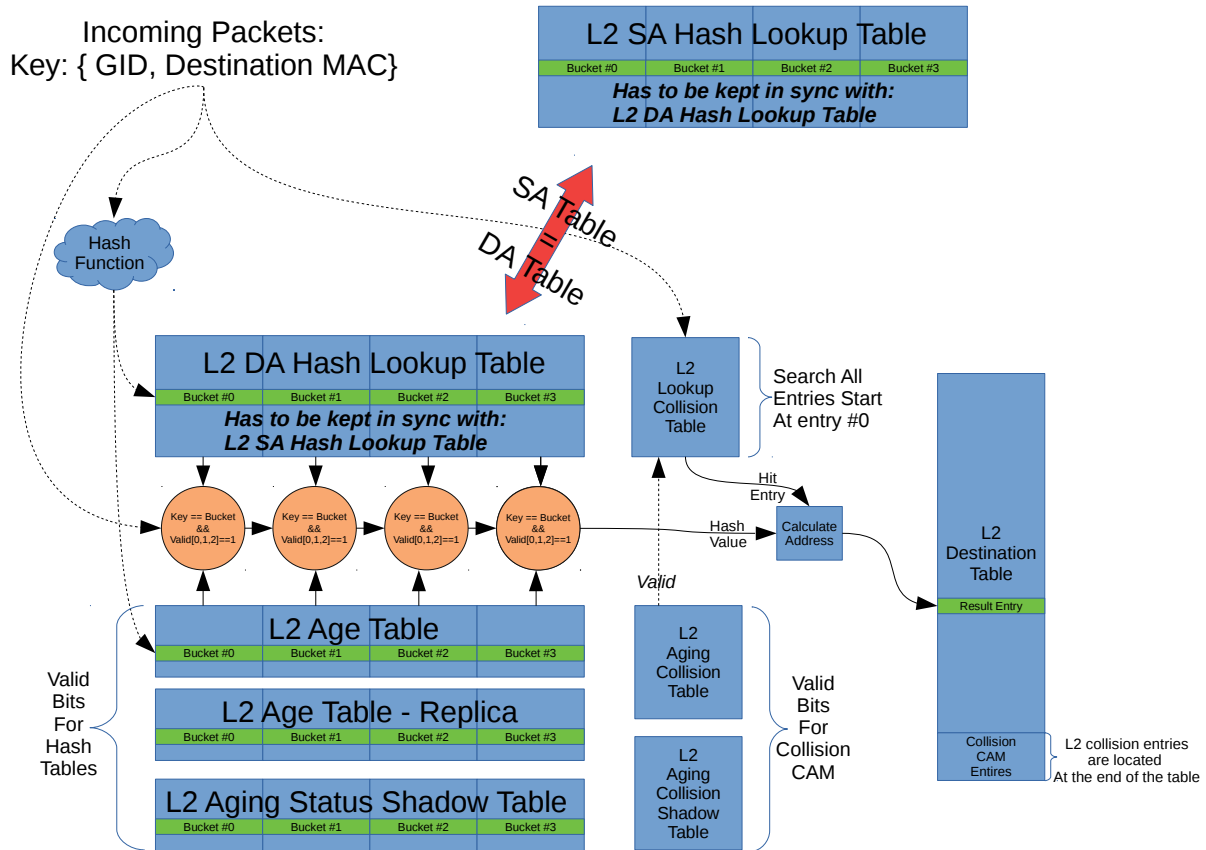 Incoming Packets:
Key: { GID, Destination MAC}
L2 SA Hash Lookup Table
Bucket #0
Bucket #1
Bucket #2
Bucket #3
Has to be kept in sync with:
L2 DA Hash Lookup Table
SA Table
=
DA Table
Hash
Function
L2 DA Hash Lookup Table
Bucket #0
Bucket #1
Bucket #2
Bucket #3
Has to be kept in sync with:
L2 SA Hash Lookup Table
L2
Lookup
Collision
Table
Search All
Entries Start
At entry #0
Key == Bucket
&&
Valid[0,1,2]==1
Key == Bucket
&&
Valid[0,1,2]==1
Key == Bucket
&&
Valid[0,1,2]==1
Key == Bucket
&&
Valid[0,1,2]==1
Hit
Entry
Hash
Value
Calculate
Address
L2
Destination
Table
Result Entry
Collision
CAM
Entires
L2 collision entries
are located
At the end of the table
Valid
Valid
Bits
For
Hash
Tables
L2 Age Table
Bucket #0
Bucket #1
Bucket #2
Bucket #3
L2 Age Table - Replica
Bucket #0
Bucket #1
Bucket #2
Bucket #3
L2 Aging Status Shadow Table
Bucket #0
Bucket #1
Bucket #2
Bucket #3
L2
Aging
Collision
Table
L2
Aging
Collision
Shadow
Table
Valid
Bits
For
Collision
CAM